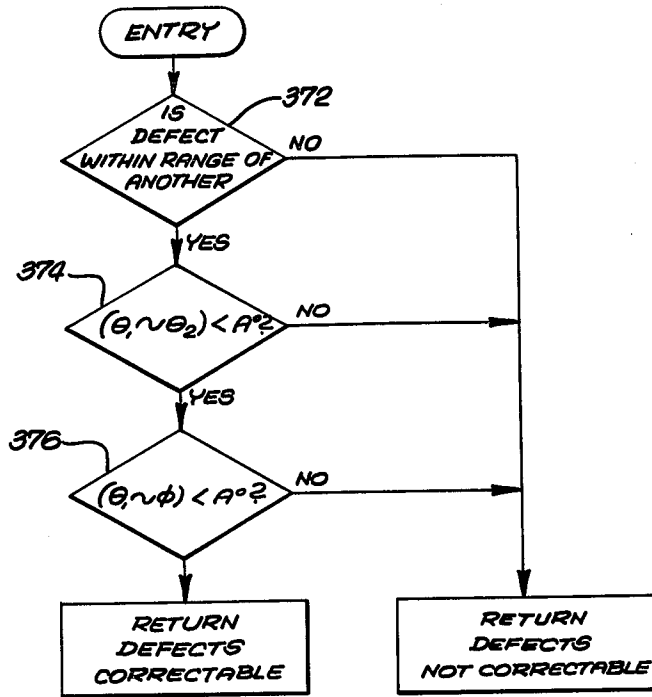 ENTRY
372
IS
DEFECT
WITHIN RANGE OF
ANOTHER
NO
YES
374
(θ₁~θ₂) < A°?
NO
YES
376
(θ₁~φ) < A°?
NO
RETURN
DEFECTS
CORRECTABLE
RETURN
DEFECTS
NOT CORRECTABLE